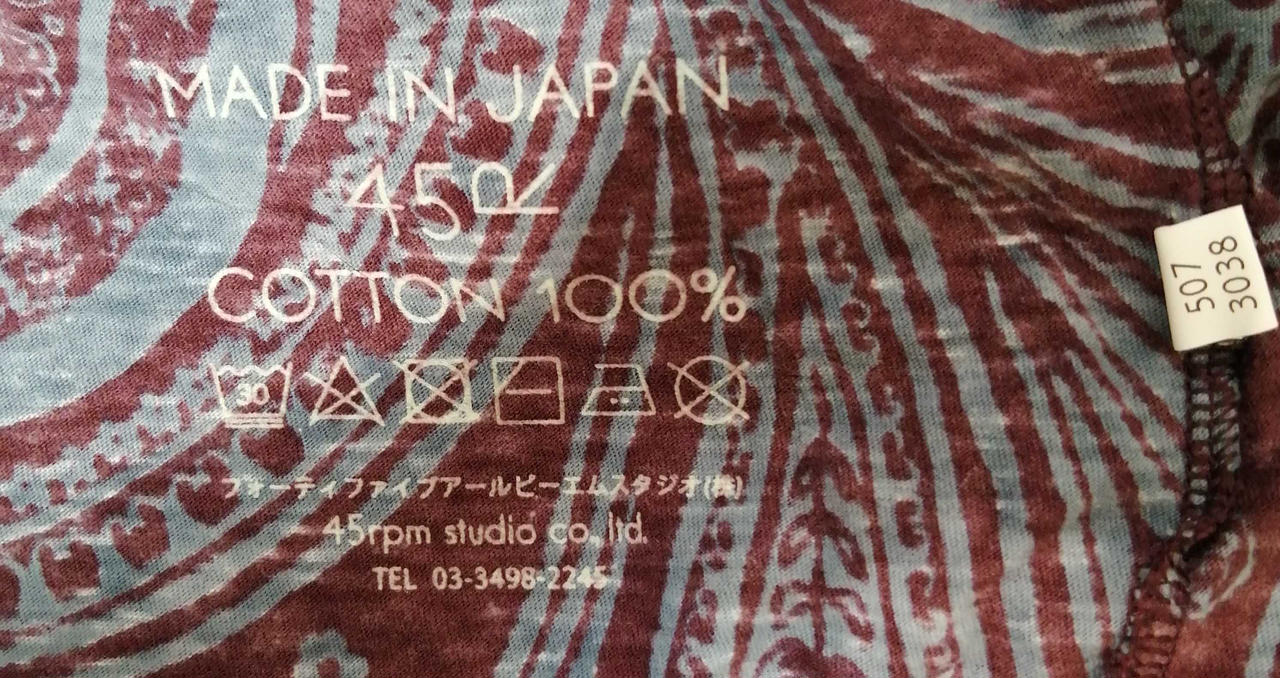 MADE IN JAPAN
45R
COTTON 100%
30
フォーティファイブアールピーエムスタジオ(株)
45rpm studio co., ltd.
TEL 03-3498-2245
507
3038